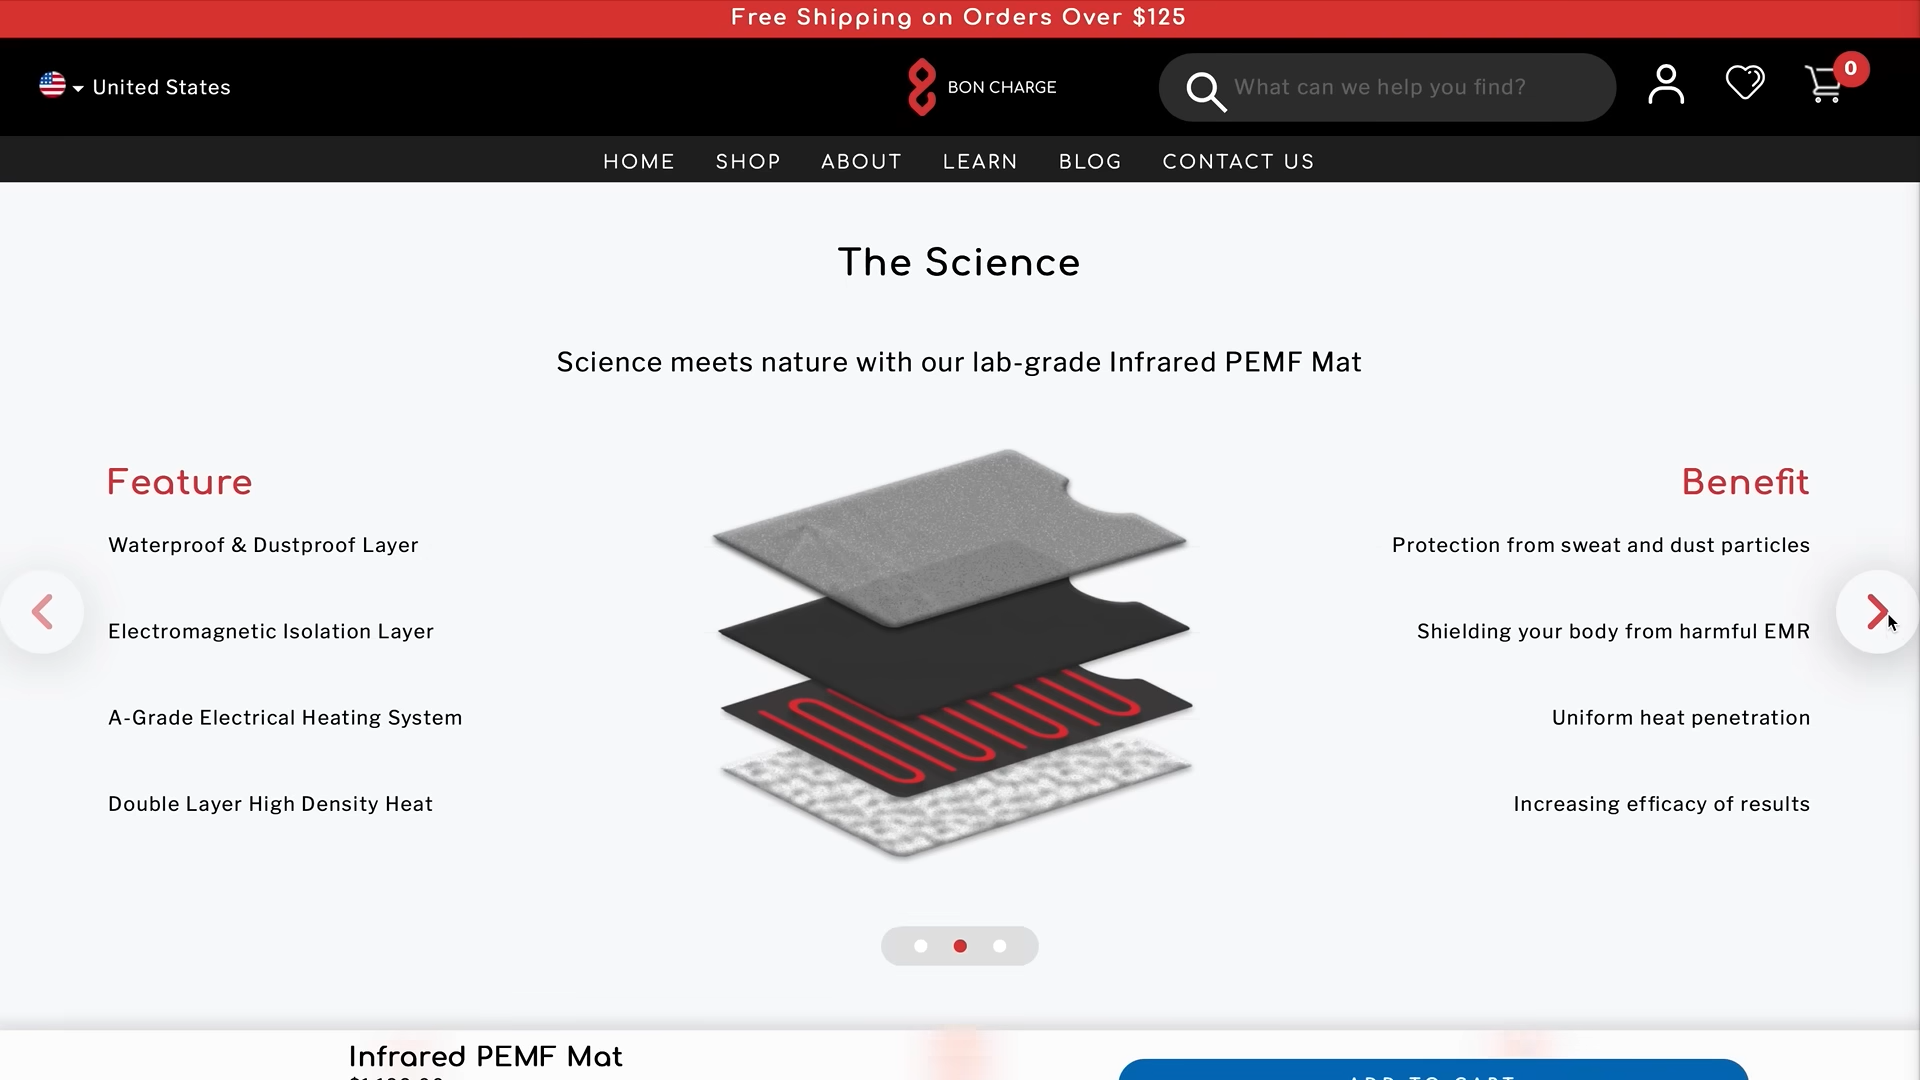 Free Shipping on Orders Over $125
United States
BON CHARGE
What can we help you find?
0
HOME SHOP ABOUT LEARN BLOG CONTACT US
The Science
Science meets nature with our lab-grade Infrared PEMF Mat
Feature
Benefit
Waterproof & Dustproof Layer
Protection from sweat and dust particles
Electromagnetic Isolation Layer
Shielding your body from harmful EMR
A-Grade Electrical Heating System
Uniform heat penetration
Double Layer High Density Heat
Increasing efficacy of results
Infrared PEMF Mat
ADD TO CART